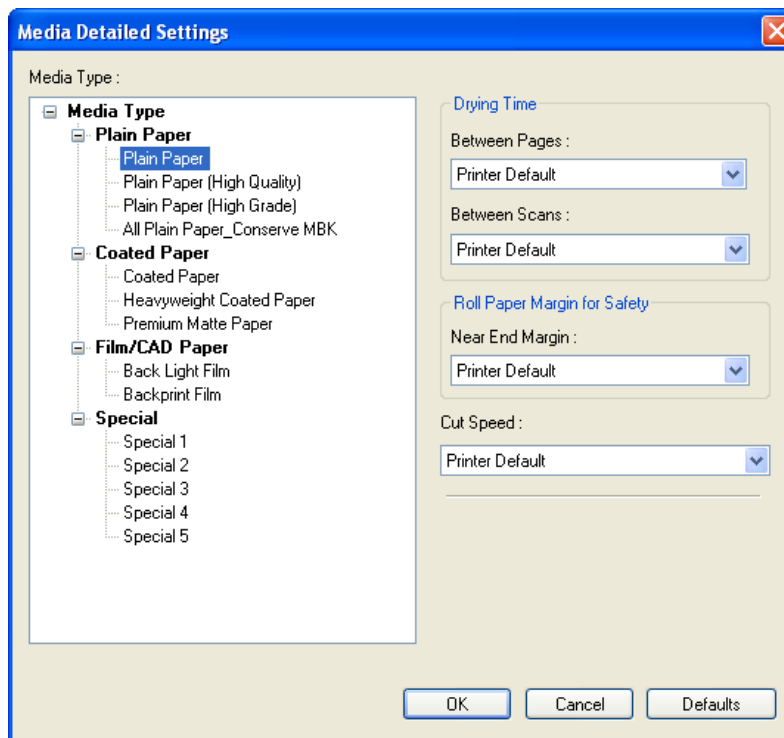 Media Detailed Settings
Media Type :
Media Type
Plain Paper
Plain Paper
Plain Paper (High Quality)
Plain Paper (High Grade)
All Plain Paper_Conserve MBK
Coated Paper
Coated Paper
Heavyweight Coated Paper
Premium Matte Paper
Film/CAD Paper
Back Light Film
Backprint Film
Special
Special 1
Special 2
Special 3
Special 4
Special 5
Drying Time
Between Pages :
Printer Default
Between Scans :
Printer Default
Roll Paper Margin for Safety
Near End Margin :
Printer Default
Cut Speed :
Printer Default
OK
Cancel
Defaults